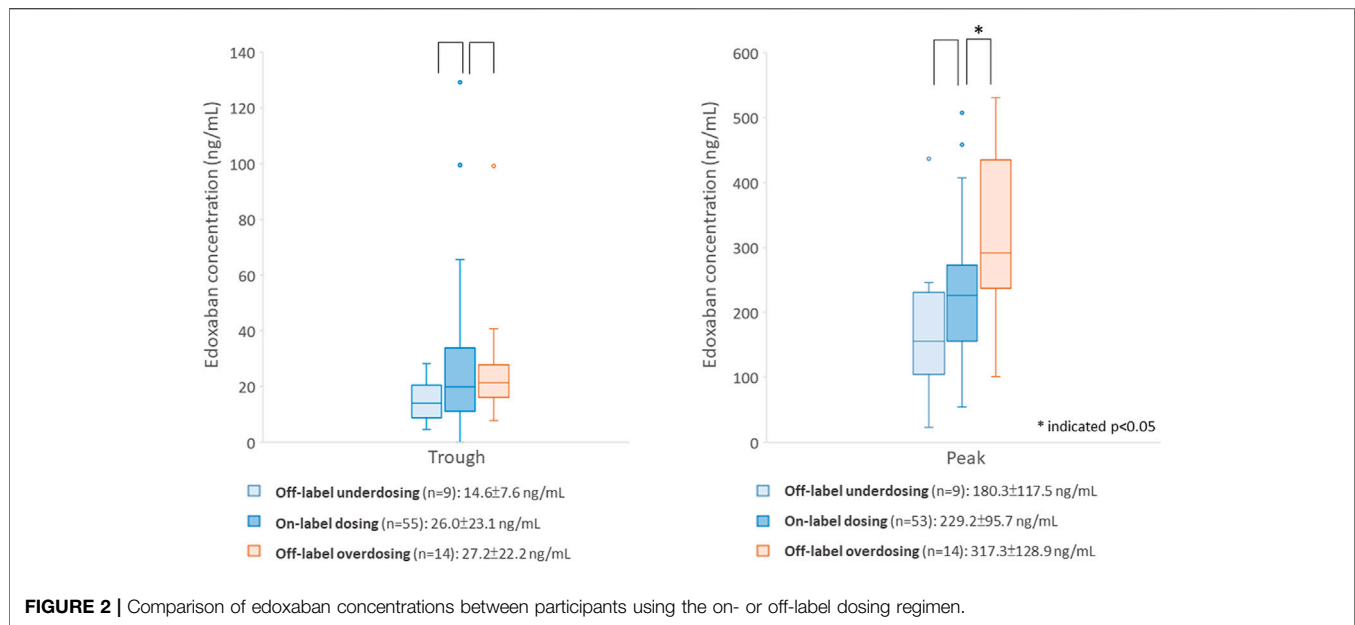 140
120
100
80
60
40
20
0
Edoxaban concentration (ng/mL)
Trough
Off-label underdosing (n=9): 14.6±7.6 ng/mL
On-label dosing (n=55): 26.0±23.1 ng/mL
Off-label overdosing (n=14): 27.2±22.2 ng/mL
*
600
500
400
300
200
100
0
Edoxaban concentration (ng/mL)
* indicated p<0.05
Peak
Off-label underdosing (n=9): 180.3±117.5 ng/mL
On-label dosing (n=53): 229.2±95.7 ng/mL
Off-label overdosing (n=14): 317.3±128.9 ng/mL
FIGURE 2 | Comparison of edoxaban concentrations between participants using the on- or off-label dosing regimen.